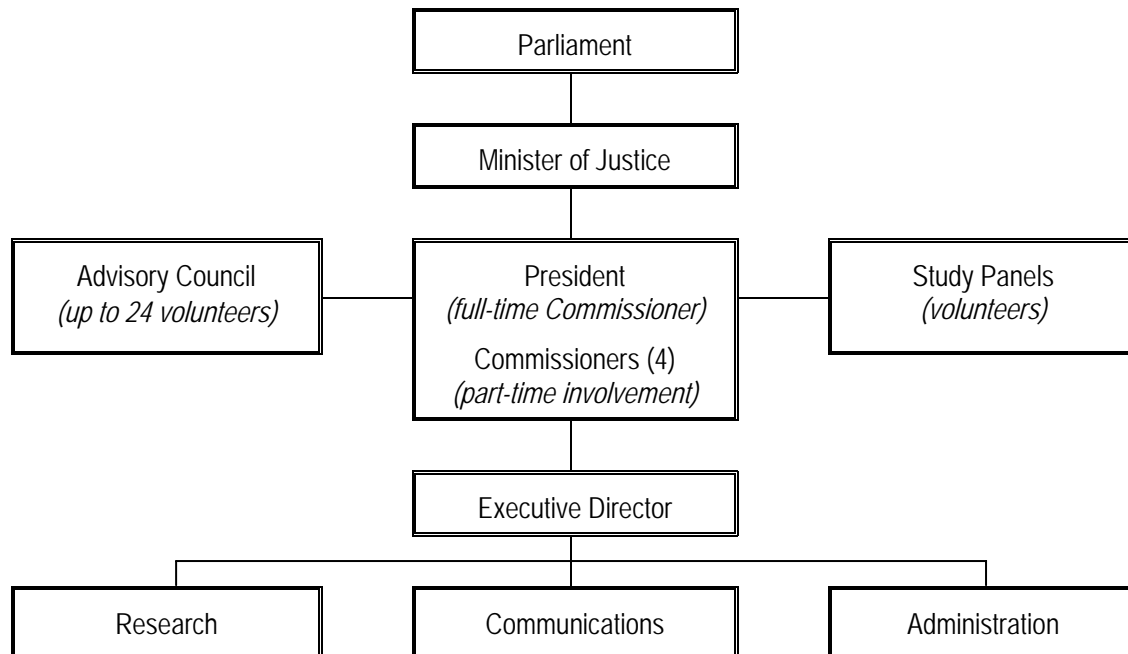 Parliament
Minister of Justice
Advisory Council
(up to 24 volunteers)
President
(full-time Commissioner)
Commissioners (4)
(part-time involvement)
Study Panels
(volunteers)
Executive Director
Research
Communications
Administration